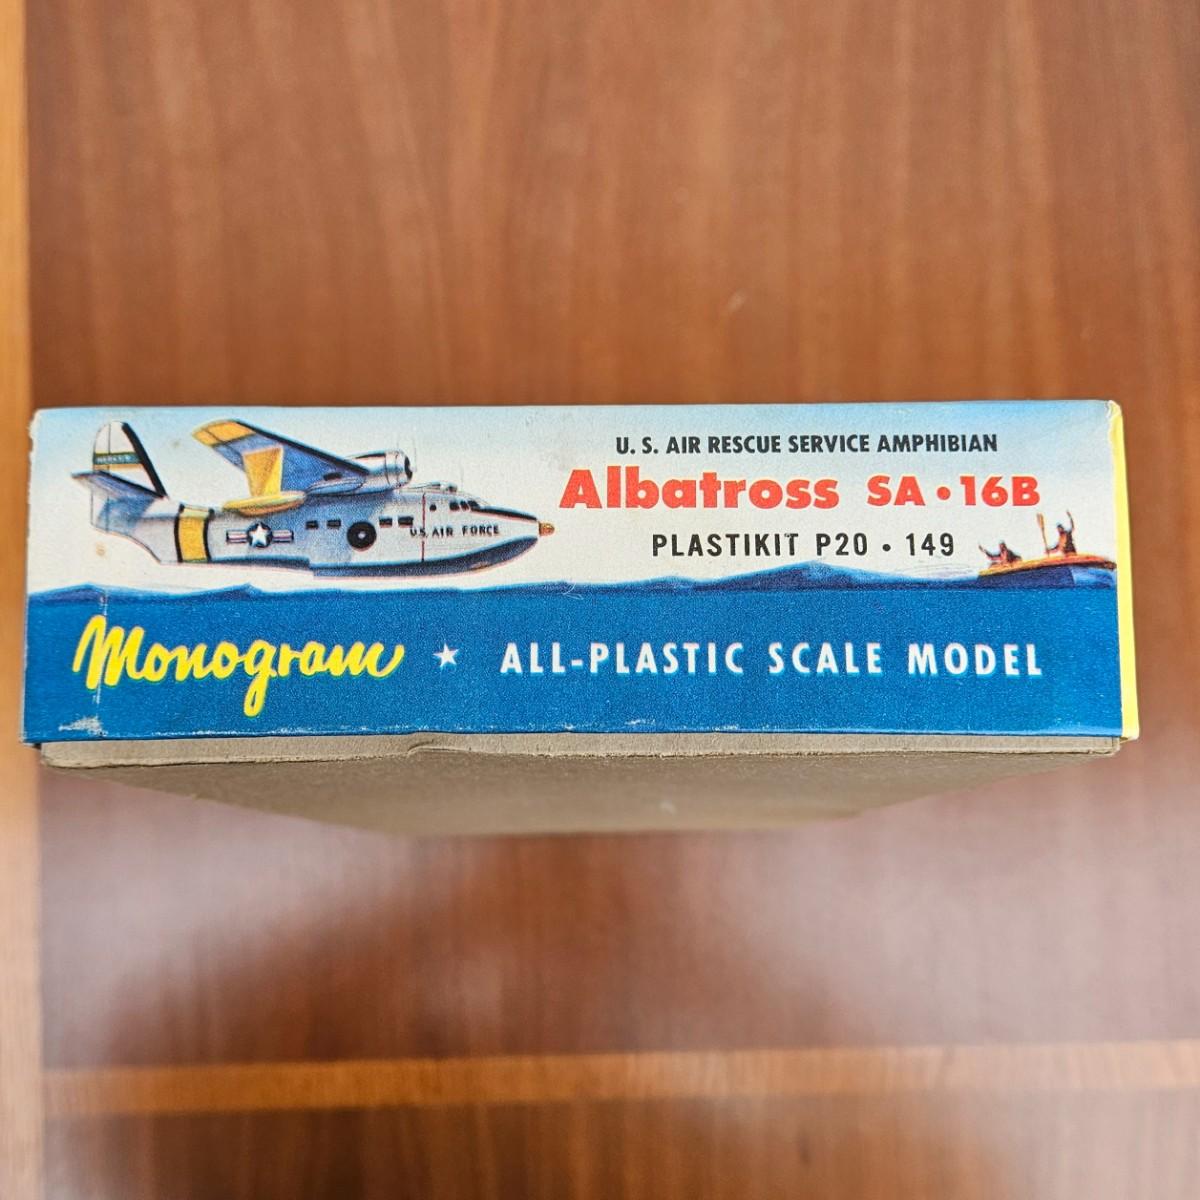 U. S. AIR RESCUE SERVICE AMPHIBIAN
Albatross SA • 16B
PLASTIKIT P20 • 149
U.S. AIR FORCE
Monogram ★ ALL-PLASTIC SCALE MODEL